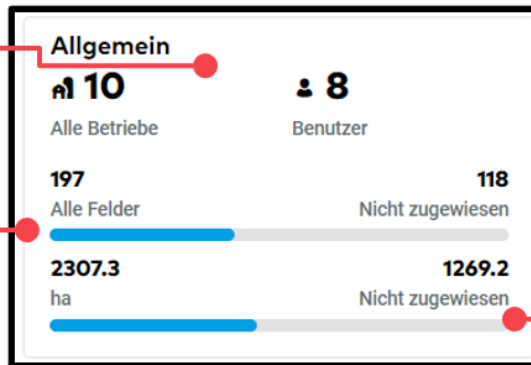 Allgemein
10 8
Alle Betriebe Benutzer
197 118
Alle Felder Nicht zugewiesen
2307.3 1269.2
ha Nicht zugewiesen